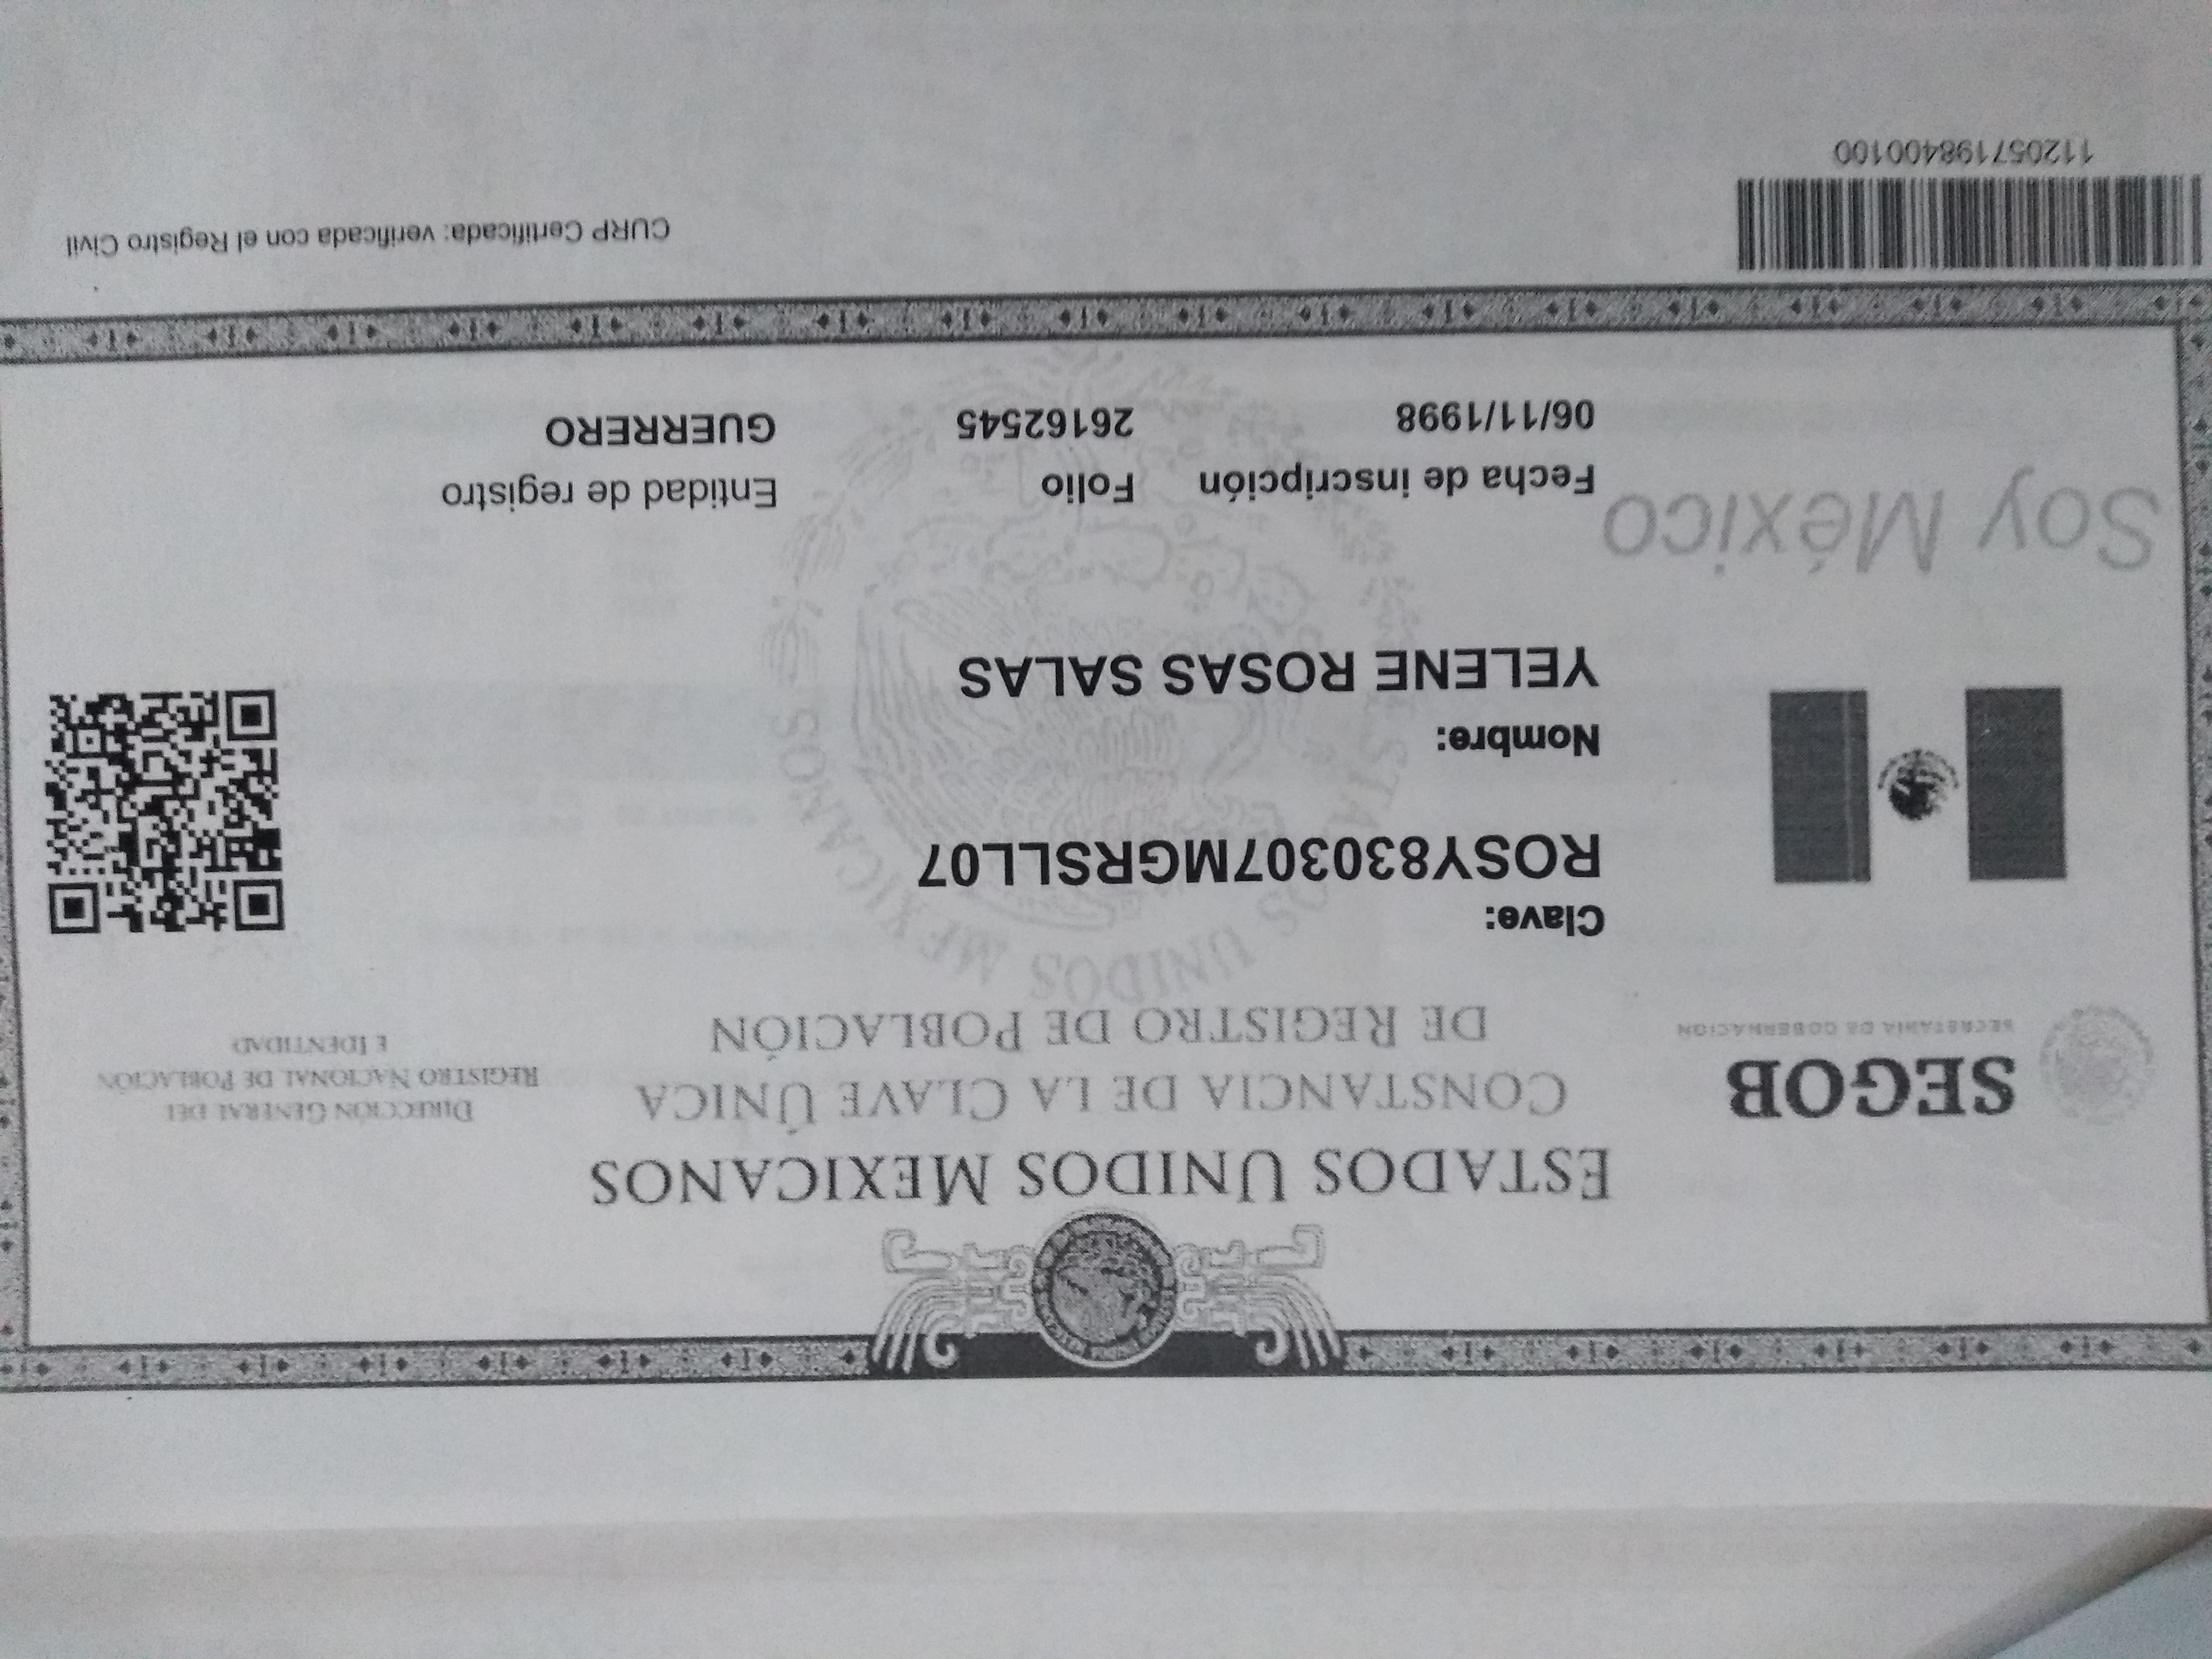 ESTADOS UNIDOS MEXICANOS
CONSTANCIA DE LA CLAVE ÚNICA
DE REGISTRO DE POBLACIÓN
SEGOB
SECRETARÍA DE GOBERNACIÓN
DIRECCIÓN GENERAL DEL
REGISTRO NACIONAL DE POBLACIÓN
E IDENTIDAD
ESTADOS UNIDOS MEXICANOS
Clave:
ROSY830307MGRSLL07
Nombre:
YELENE ROSAS SALAS
Soy México
Fecha de inscripción
Folio
Entidad de registro
06/11/1998
26162545
GUERRERO
112057198400100
CURP Certificada: verificada con el Registro Civil